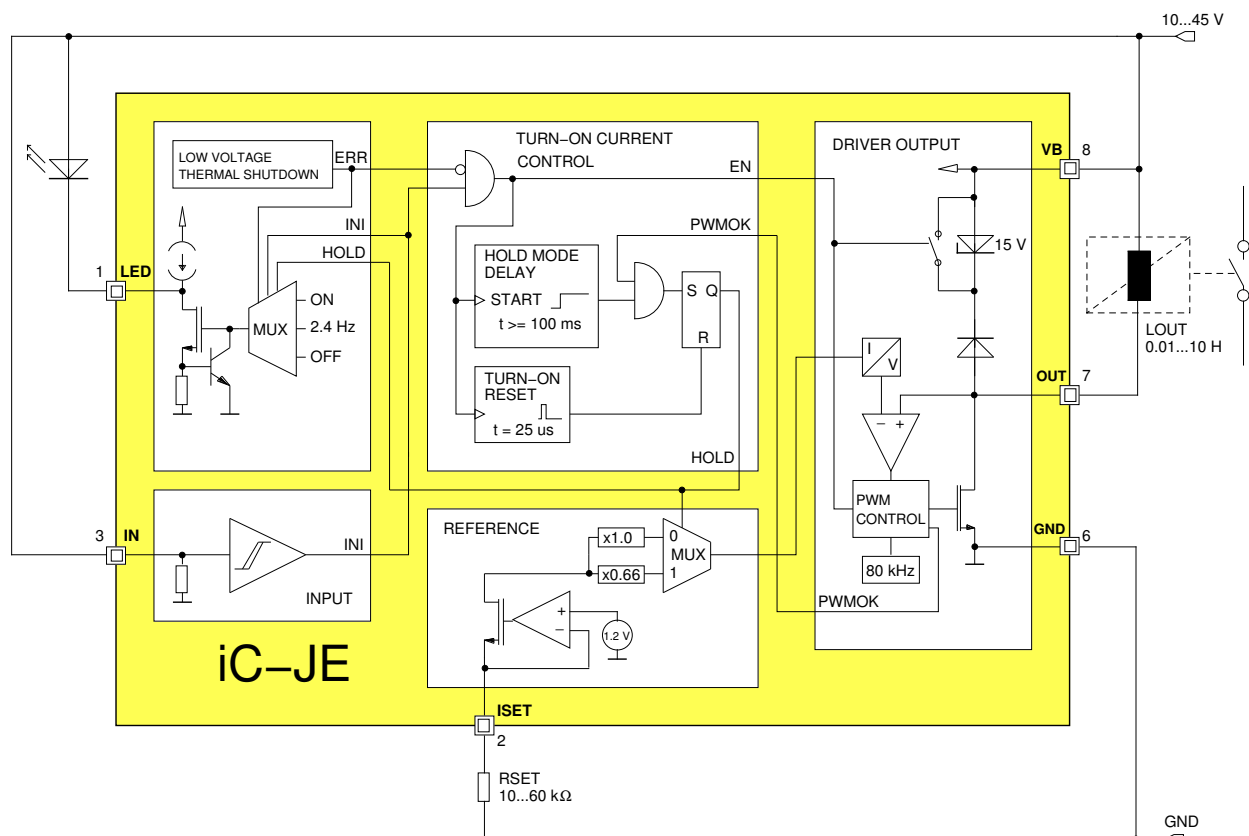 10...45 V
LOW VOLTAGE
THERMAL SHUTDOWN
ERR
INI
HOLD
1
LED
MUX
ON
2.4 Hz
OFF
TURN−ON CURRENT
CONTROL
EN
PWMOK
HOLD MODE
DELAY
START
t >= 100 ms
S Q
R
TURN−ON
RESET
t = 25 us
HOLD
DRIVER OUTPUT
VB
8
15 V
LOUT
0.01...10 H
I
V
OUT
7
− +
PWM
CONTROL
80 kHz
GND
6
PWMOK
3
IN
INI
INPUT
REFERENCE
x1.0
0
MUX
x0.66
1
+
−
1.2 V
iC−JE
ISET
2
RSET
10...60 kΩ
GND